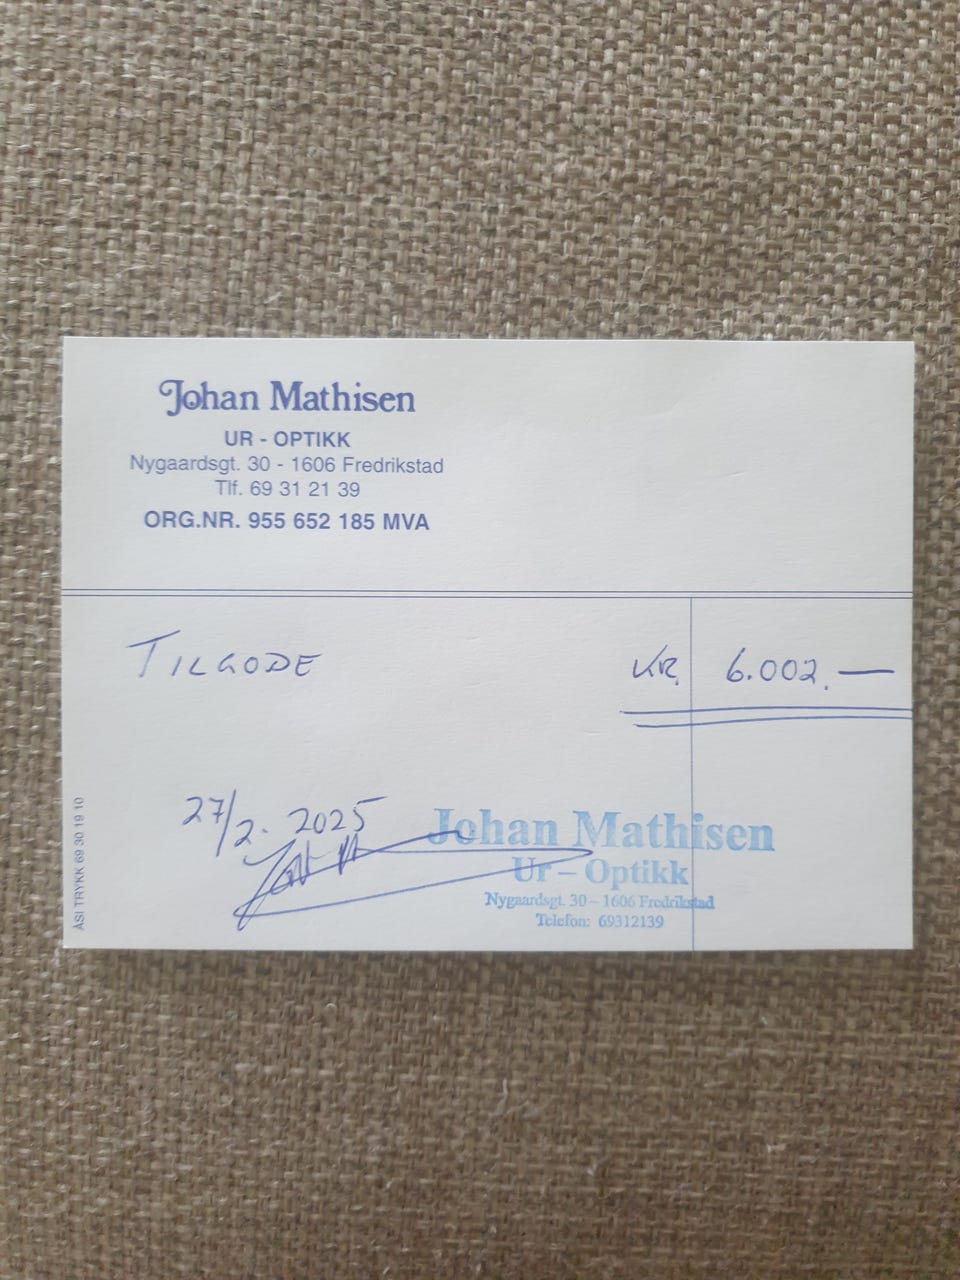 Johan Mathisen
UR - OPTIKK
Nygaardsgt. 30 - 1606 Fredrikstad
Tlf. 69 31 21 39
ORG.NR. 955 652 185 MVA
TILGODE KR. 6.002.—
27/2. 2025
Johan Mathisen
Ur – Optikk
Nygaardsgt. 30 – 1606 Fredrikstad
Telefon: 69312139
ÅSI TRYKK 69 30 19 10